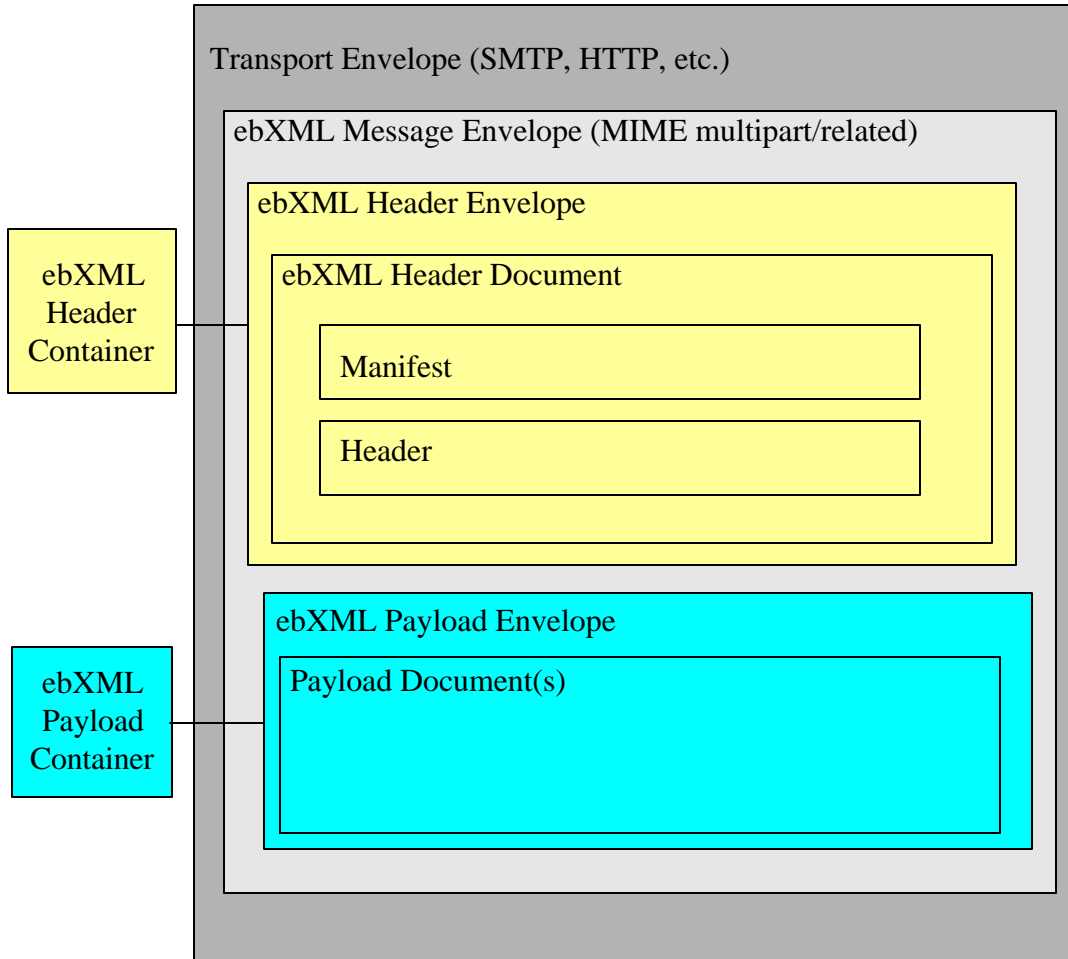 Transport Envelope (SMTP, HTTP, etc.)
ebXML Message Envelope (MIME multipart/related)
ebXML Header Envelope
ebXML Header Document
Manifest
Header
ebXML
Header
Container
ebXML Payload Envelope
Payload Document(s)
ebXML
Payload
Container